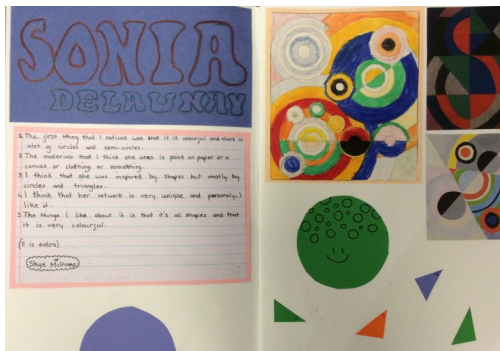 SONIA
DELAUNAY
1 The first thing that I noticed was that it is colourful and there is
alot of circles and semi-circles.
2 The materials that I think she uses is paint on paper or a
canvas or clothing or something.
3 I think that she was inspired by shapes but mostly by
circles and triangles.
4 I think that her artwork is very unique and personaly, I
like it.
5 The things I like about it is that it's all shapes and that
it is very colourful.
(5 is extra)
Skye Milhams